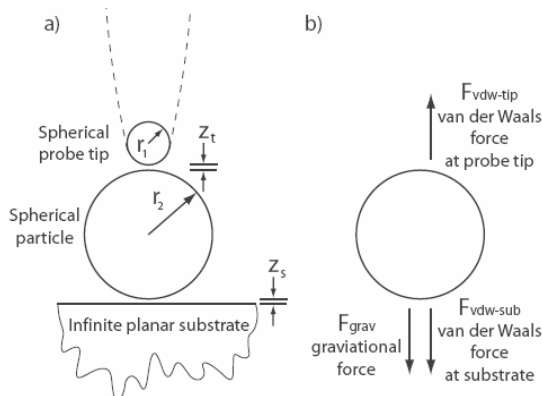 a)
b)
Spherical
probe tip
r1
zt
Spherical
particle
r2
zs
Infinite planar substrate
Fvdw-tip
van der Waals
force
at probe tip
Fgrav
graviational
force
Fvdw-sub
van der Waals
force
at substrate